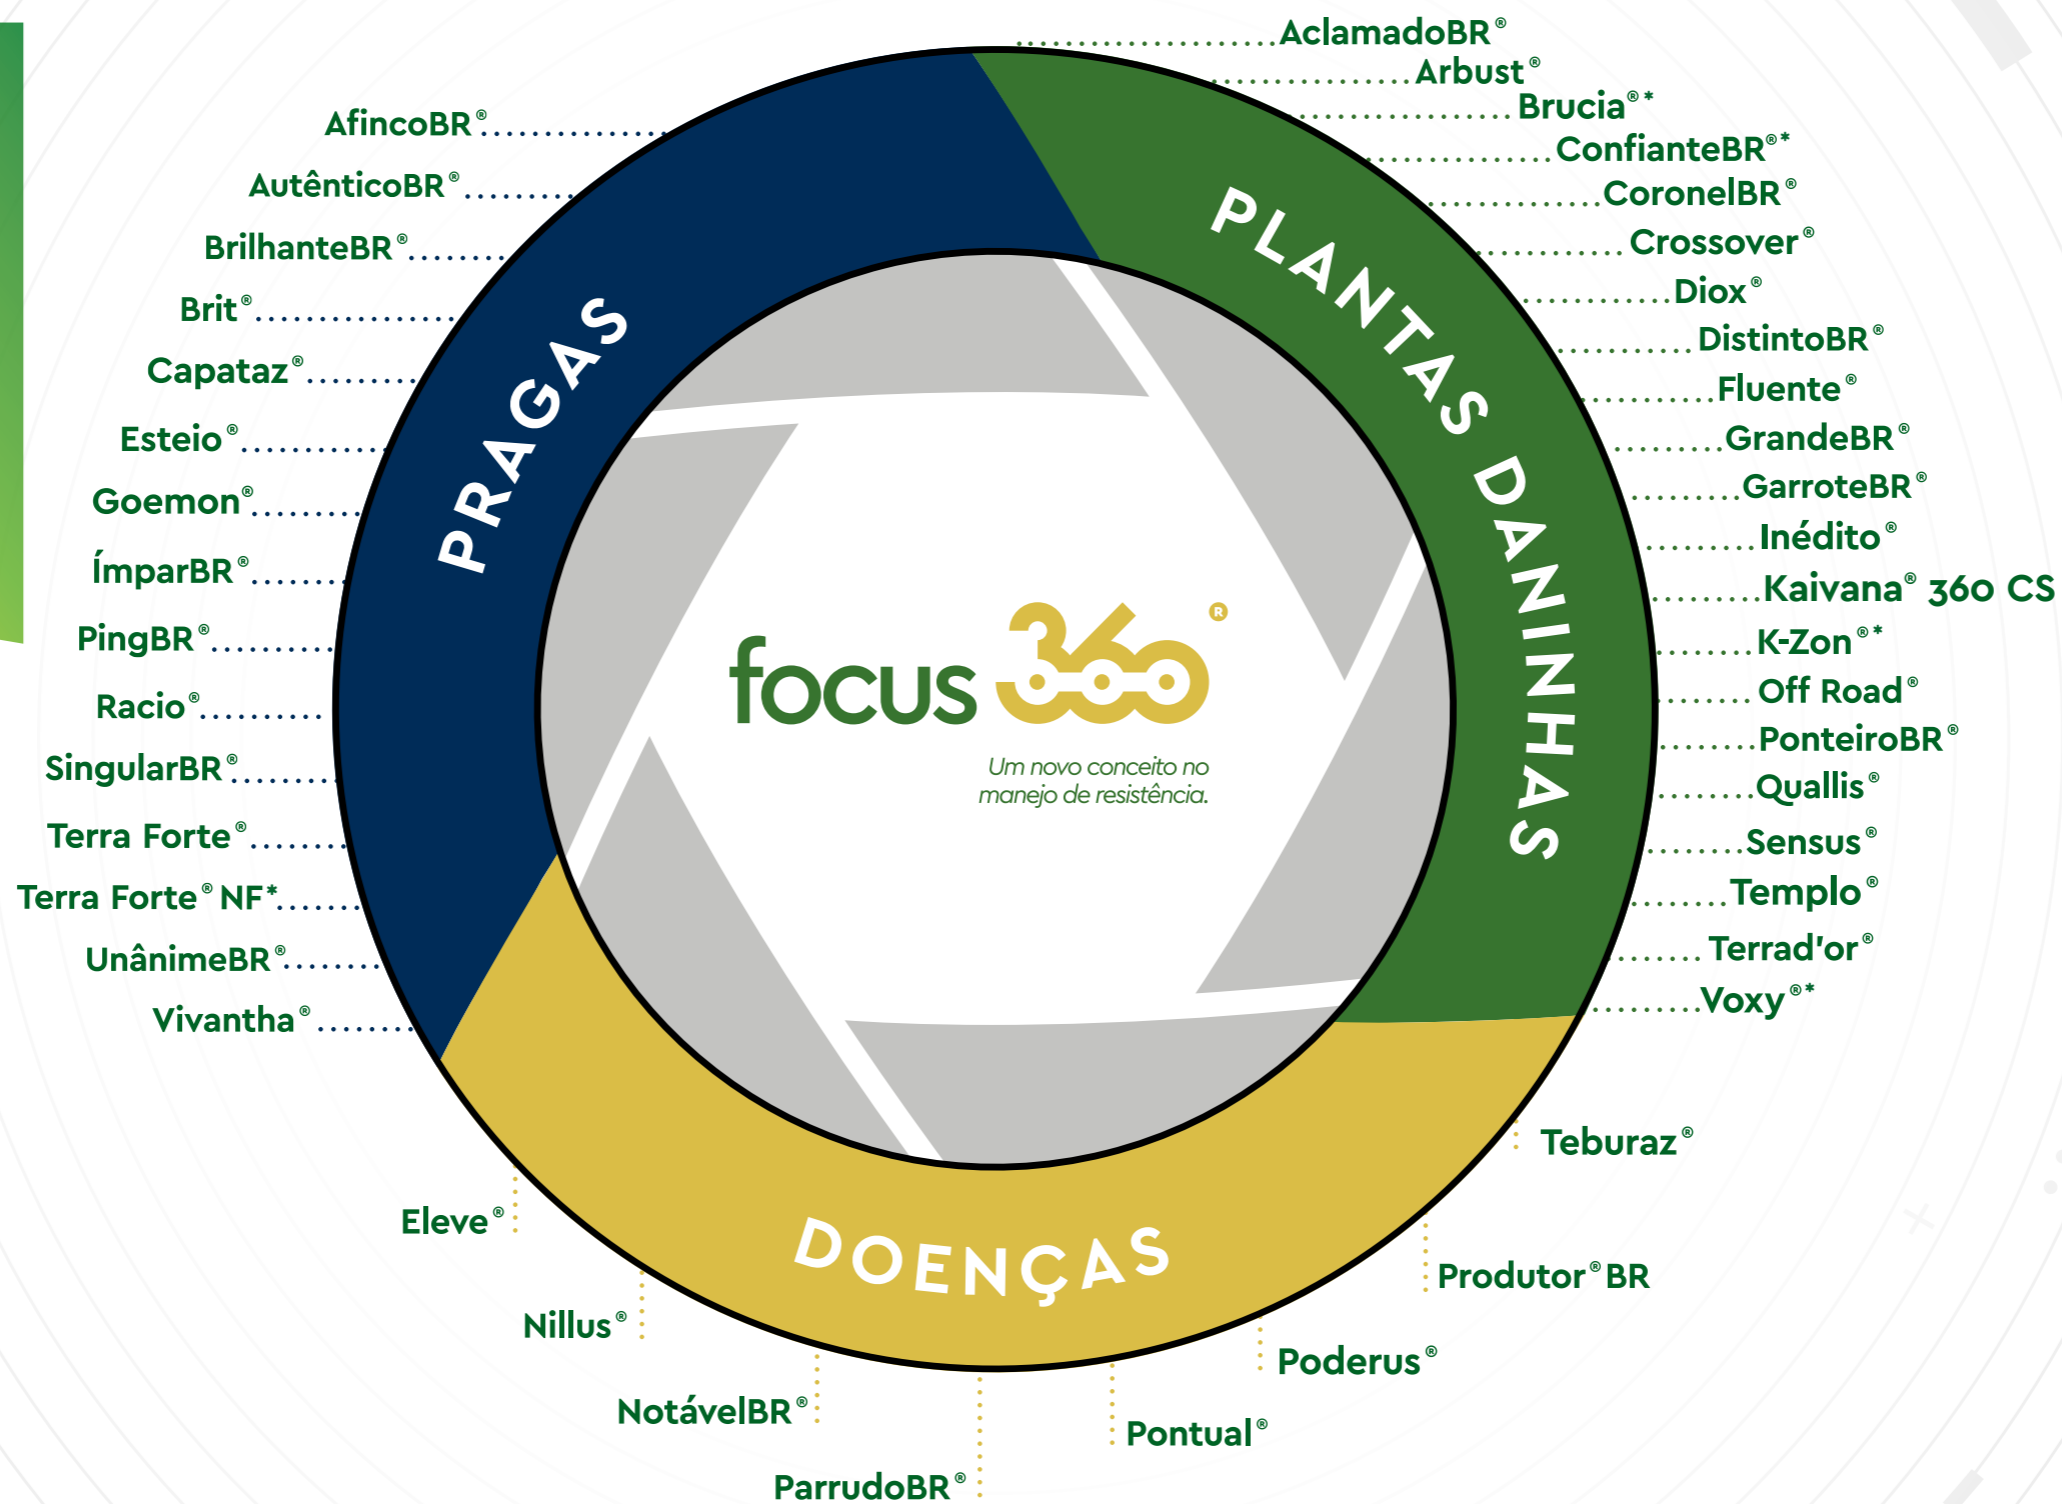 AfincoBR®
AutênticoBR®
BrilhanteBR®
Brit®
Capataz®
Esteio®
Goemon®
ÍmparBR®
PingBR®
Racio®
SingularBR®
Terra Forte®
Terra Forte® NF*
UnânimeBR®
Vivantha®
PRAGAS
AclamadoBR®
Arbust®
Brucia®*
ConfianteBR®*
CoronelBR®
Crossover®
Diox®
DistintoBR®
Fluente®
GrandeBR®
GarroteBR®
Inédito®
Kaivana® 360 CS
K-Zon®*
Off Road®
PonteiroBR®
Quallis®
Sensus®
Templo®
Terrad'or®
Voxy®*
PLANTAS DANINHAS
focus 360®
Um novo conceito no
manejo de resistência.
DOENÇAS
Eleve®
Nillus®
NotávelBR®
ParrudoBR®
Pontual®
Poderus®
Produtor® BR
Teburaz®